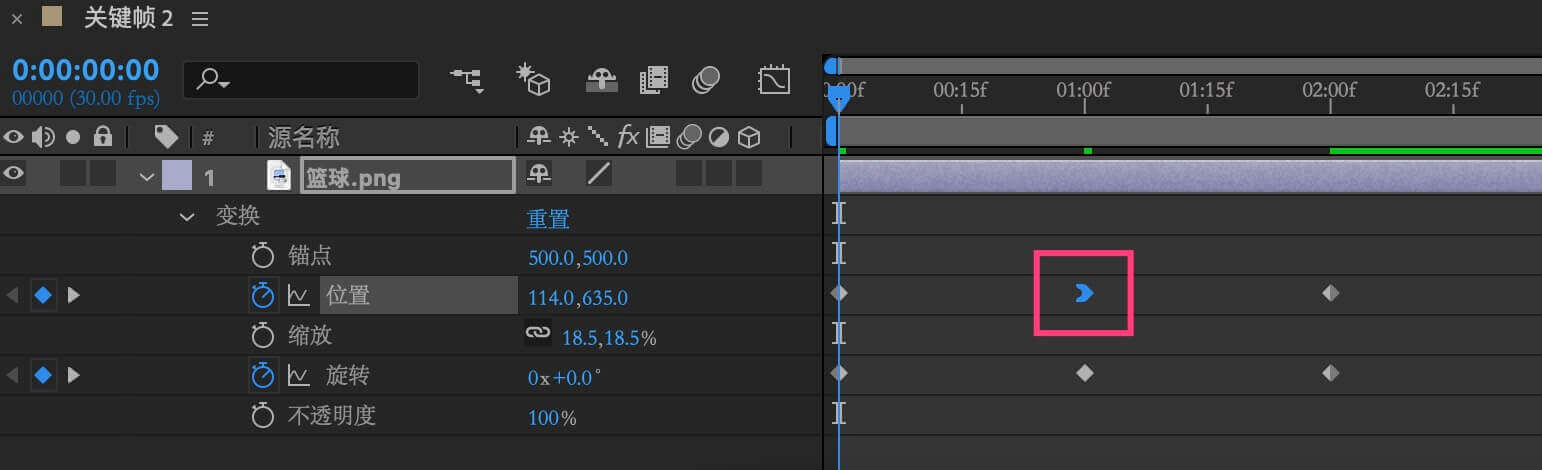 × 关键帧 2
0:00:00:00
00000 (30.00 fps)
:00f 00:15f 01:00f 01:15f 02:00f 02:15f
# 源名称 fx
1 篮球.png
变换 重置
锚点 500.0,500.0
位置 114.0,635.0
缩放 18.5,18.5%
旋转 0x+0.0°
不透明度 100%